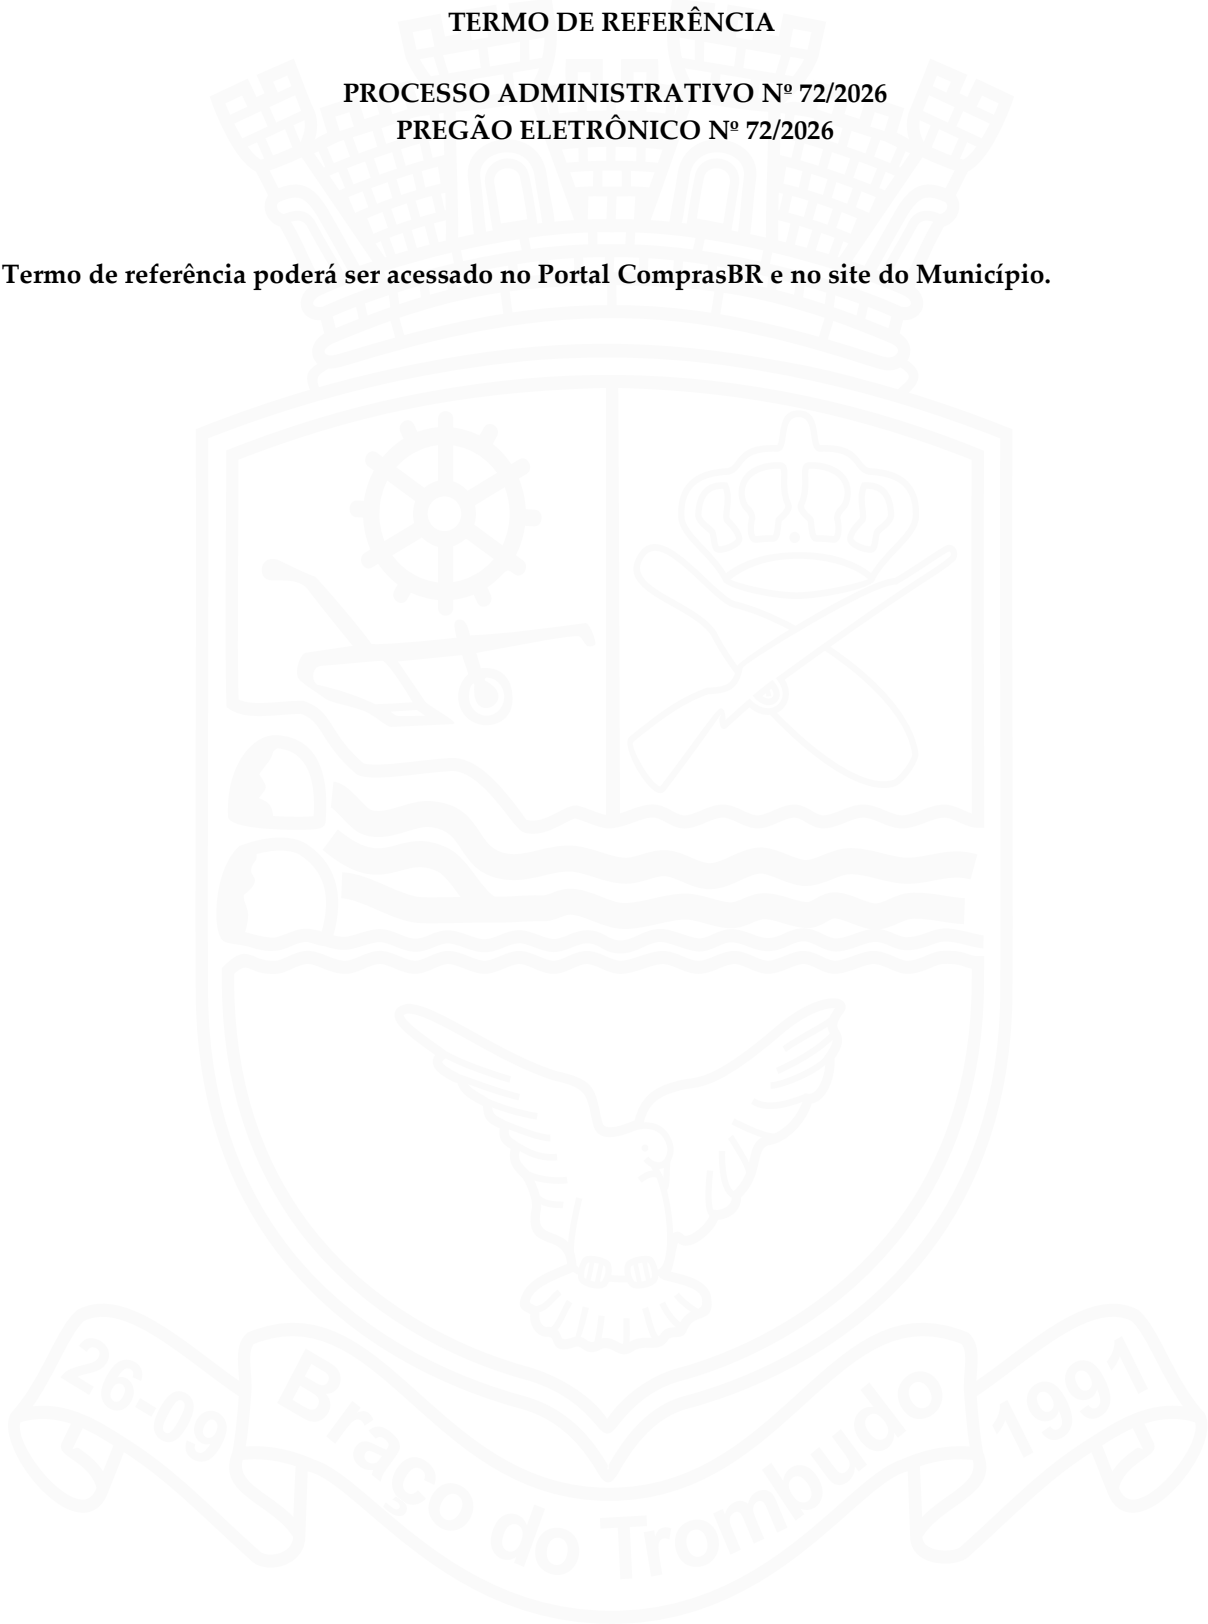 TERMO DE REFERÊNCIA
PROCESSO ADMINISTRATIVO Nº 72/2026
PREGÃO ELETRÔNICO Nº 72/2026
Termo de referência poderá ser acessado no Portal ComprasBR e no site do Município.
26-09 Braço do Trombudo 1991